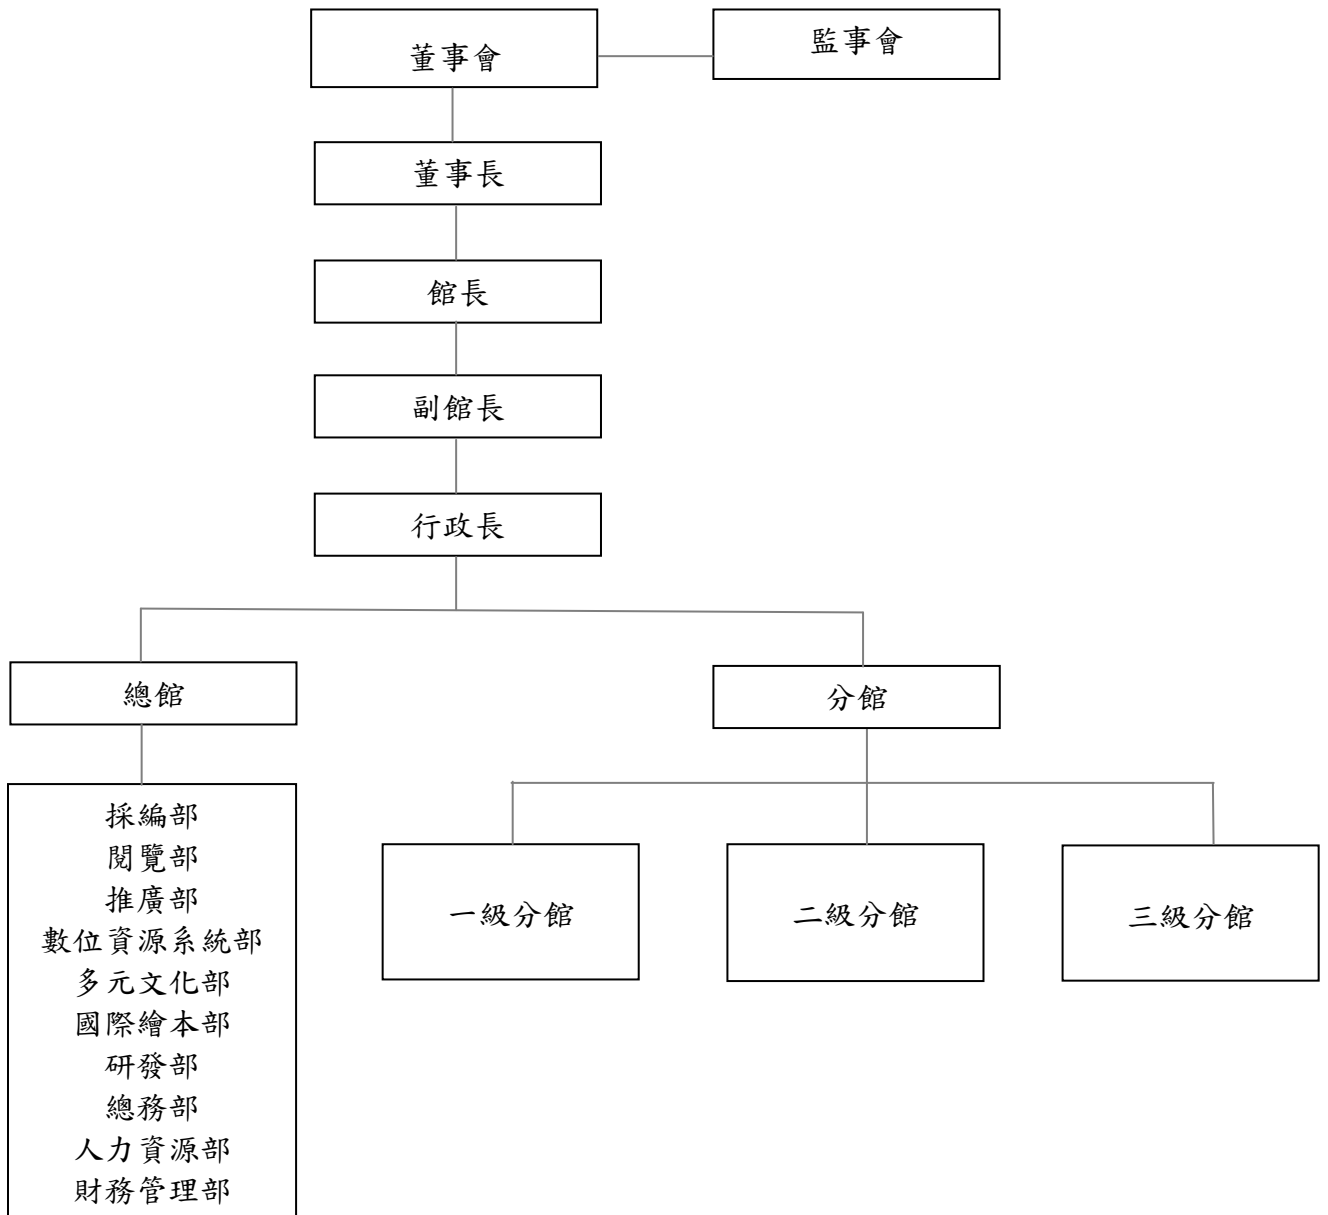 董事會
監事會
董事長
館長
副館長
行政長
總館
分館
採編部
閱覽部
推廣部
數位資源系統部
多元文化部
國際繪本部
研發部
總務部
人力資源部
財務管理部
一級分館
二級分館
三級分館